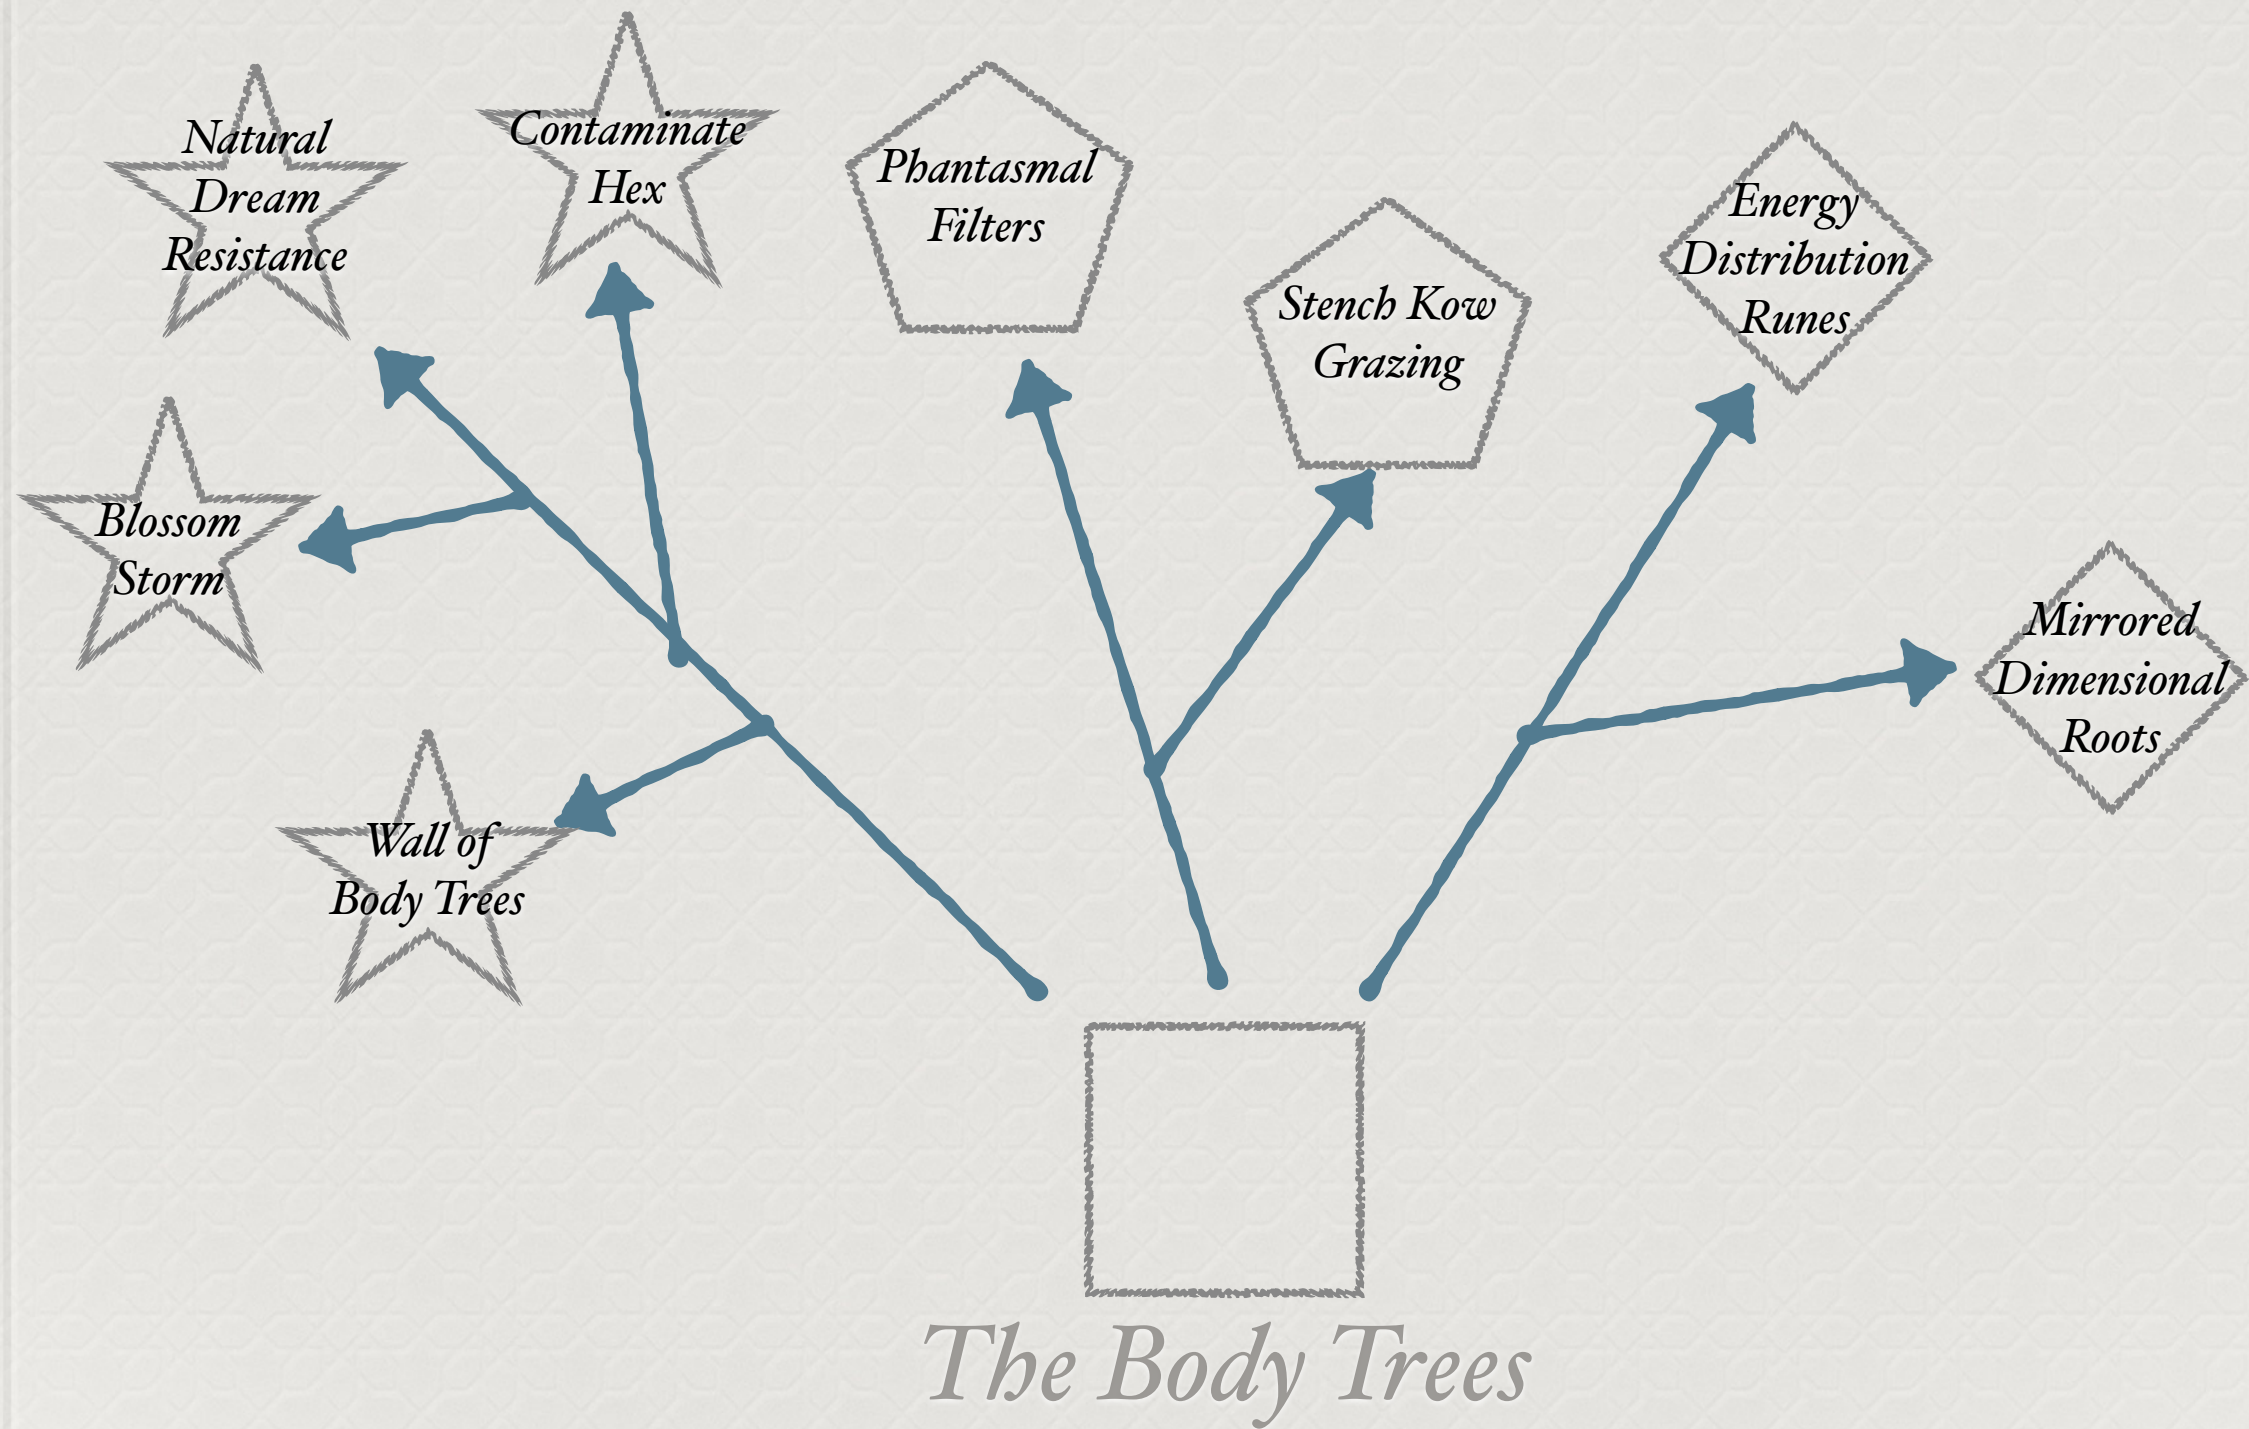 Natural
Dream
Resistance
Contaminate
Hex
Phantasmal
Filters
Stench Kow
Grazing
Energy
Distribution
Runes
Blossom
Storm
Mirrored
Dimensional
Roots
Wall of
Body Trees
The Body Trees